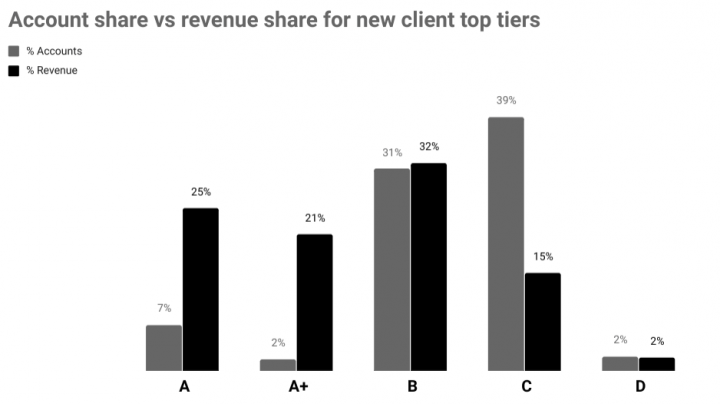 Account share vs revenue share for new client top tiers
% Accounts
% Revenue
39%
31% 32%
25%
21%
15%
7%
2% 2% 2%
A A+ B C D